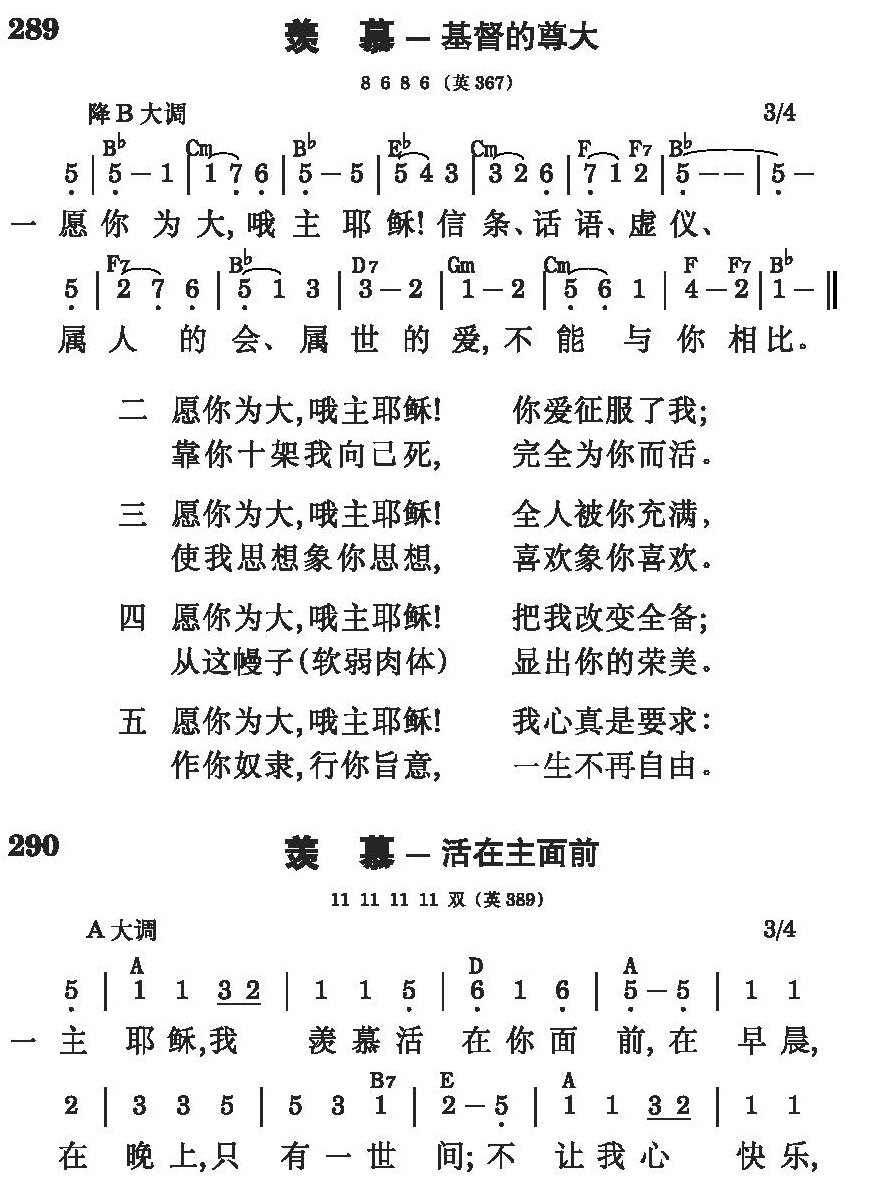 289
羡 慕 — 基督的尊大
8 6 8 6 (英367)
降B大调 3/4
B♭ Cm B♭ E♭ Cm F F7 B♭
5 | 5 – 1 | 1 7 6 | 5 – 5 | 5 4 3 | 3 2 6 | 7 1 2 | 5 – – | 5 –
一 愿你为大,哦主耶稣!信条、话语、虚仪、
F7 B♭ D7 Gm Cm F F7 B♭
5 | 2 7 6 | 5 1 3 | 3 – 2 | 1 – 2 | 5 6 1 | 4 – 2 | 1 – ‖
属人的会、属世的爱,不能与你相比。
二 愿你为大,哦主耶稣! 你爱征服了我;
靠你十架我向己死, 完全为你而活。
三 愿你为大,哦主耶稣! 全人被你充满,
使我思想象你思想, 喜欢象你喜欢。
四 愿你为大,哦主耶稣! 把我改变全备;
从这幔子(软弱肉体) 显出你的荣美。
五 愿你为大,哦主耶稣! 我心真是要求:
作你奴隶,行你旨意, 一生不再自由。
290
羡 慕 — 活在主面前
11 11 11 11 双 (英389)
A大调 3/4
A D A
5 | 1 1 3 2 | 1 1 5 | 6 1 6 | 5 – 5 | 1 1
一 主耶稣,我羡慕活在你面前,在早晨,
B7 E A
2 | 3 3 5 | 5 3 1 | 2 – 5 | 1 1 3 2 | 1 1
在晚上,只有一世间;不让我心快乐,